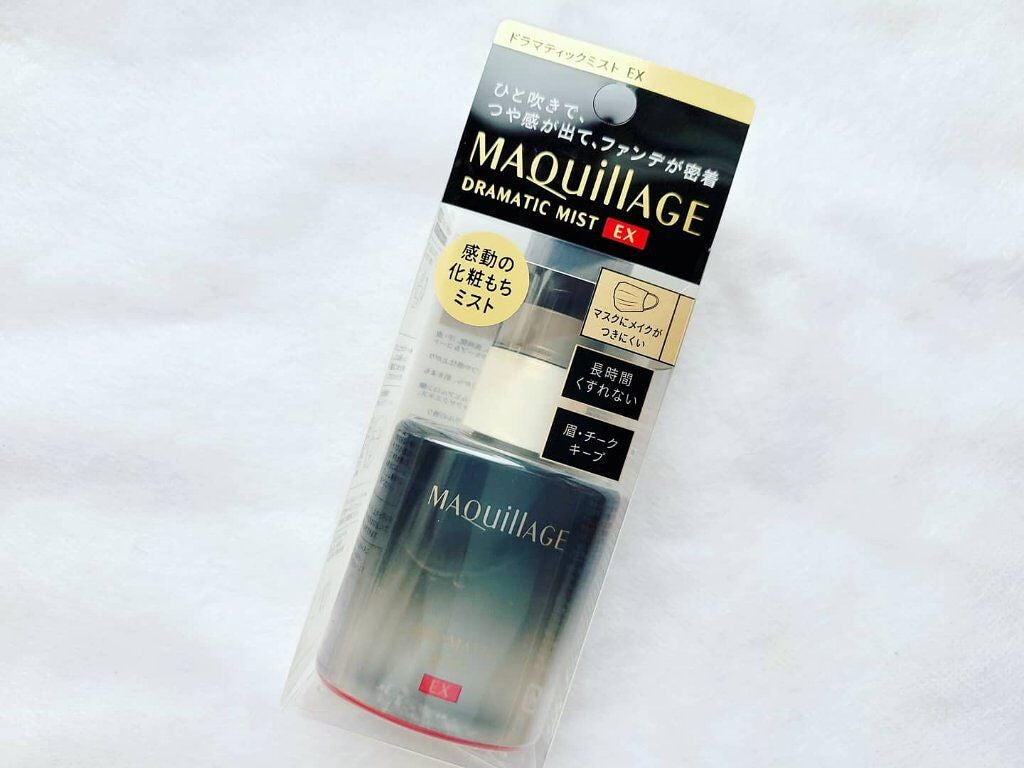 ドラマティックミスト EX
ひと吹きで、
つや感が出て、ファンデが密着
MAQuillAGE
DRAMATIC MIST EX
感動の
化粧もち
ミスト
マスクにメイクが
つきにくい
長時間
くずれない
眉・チーク
キープ
MAQuillAGE
EX